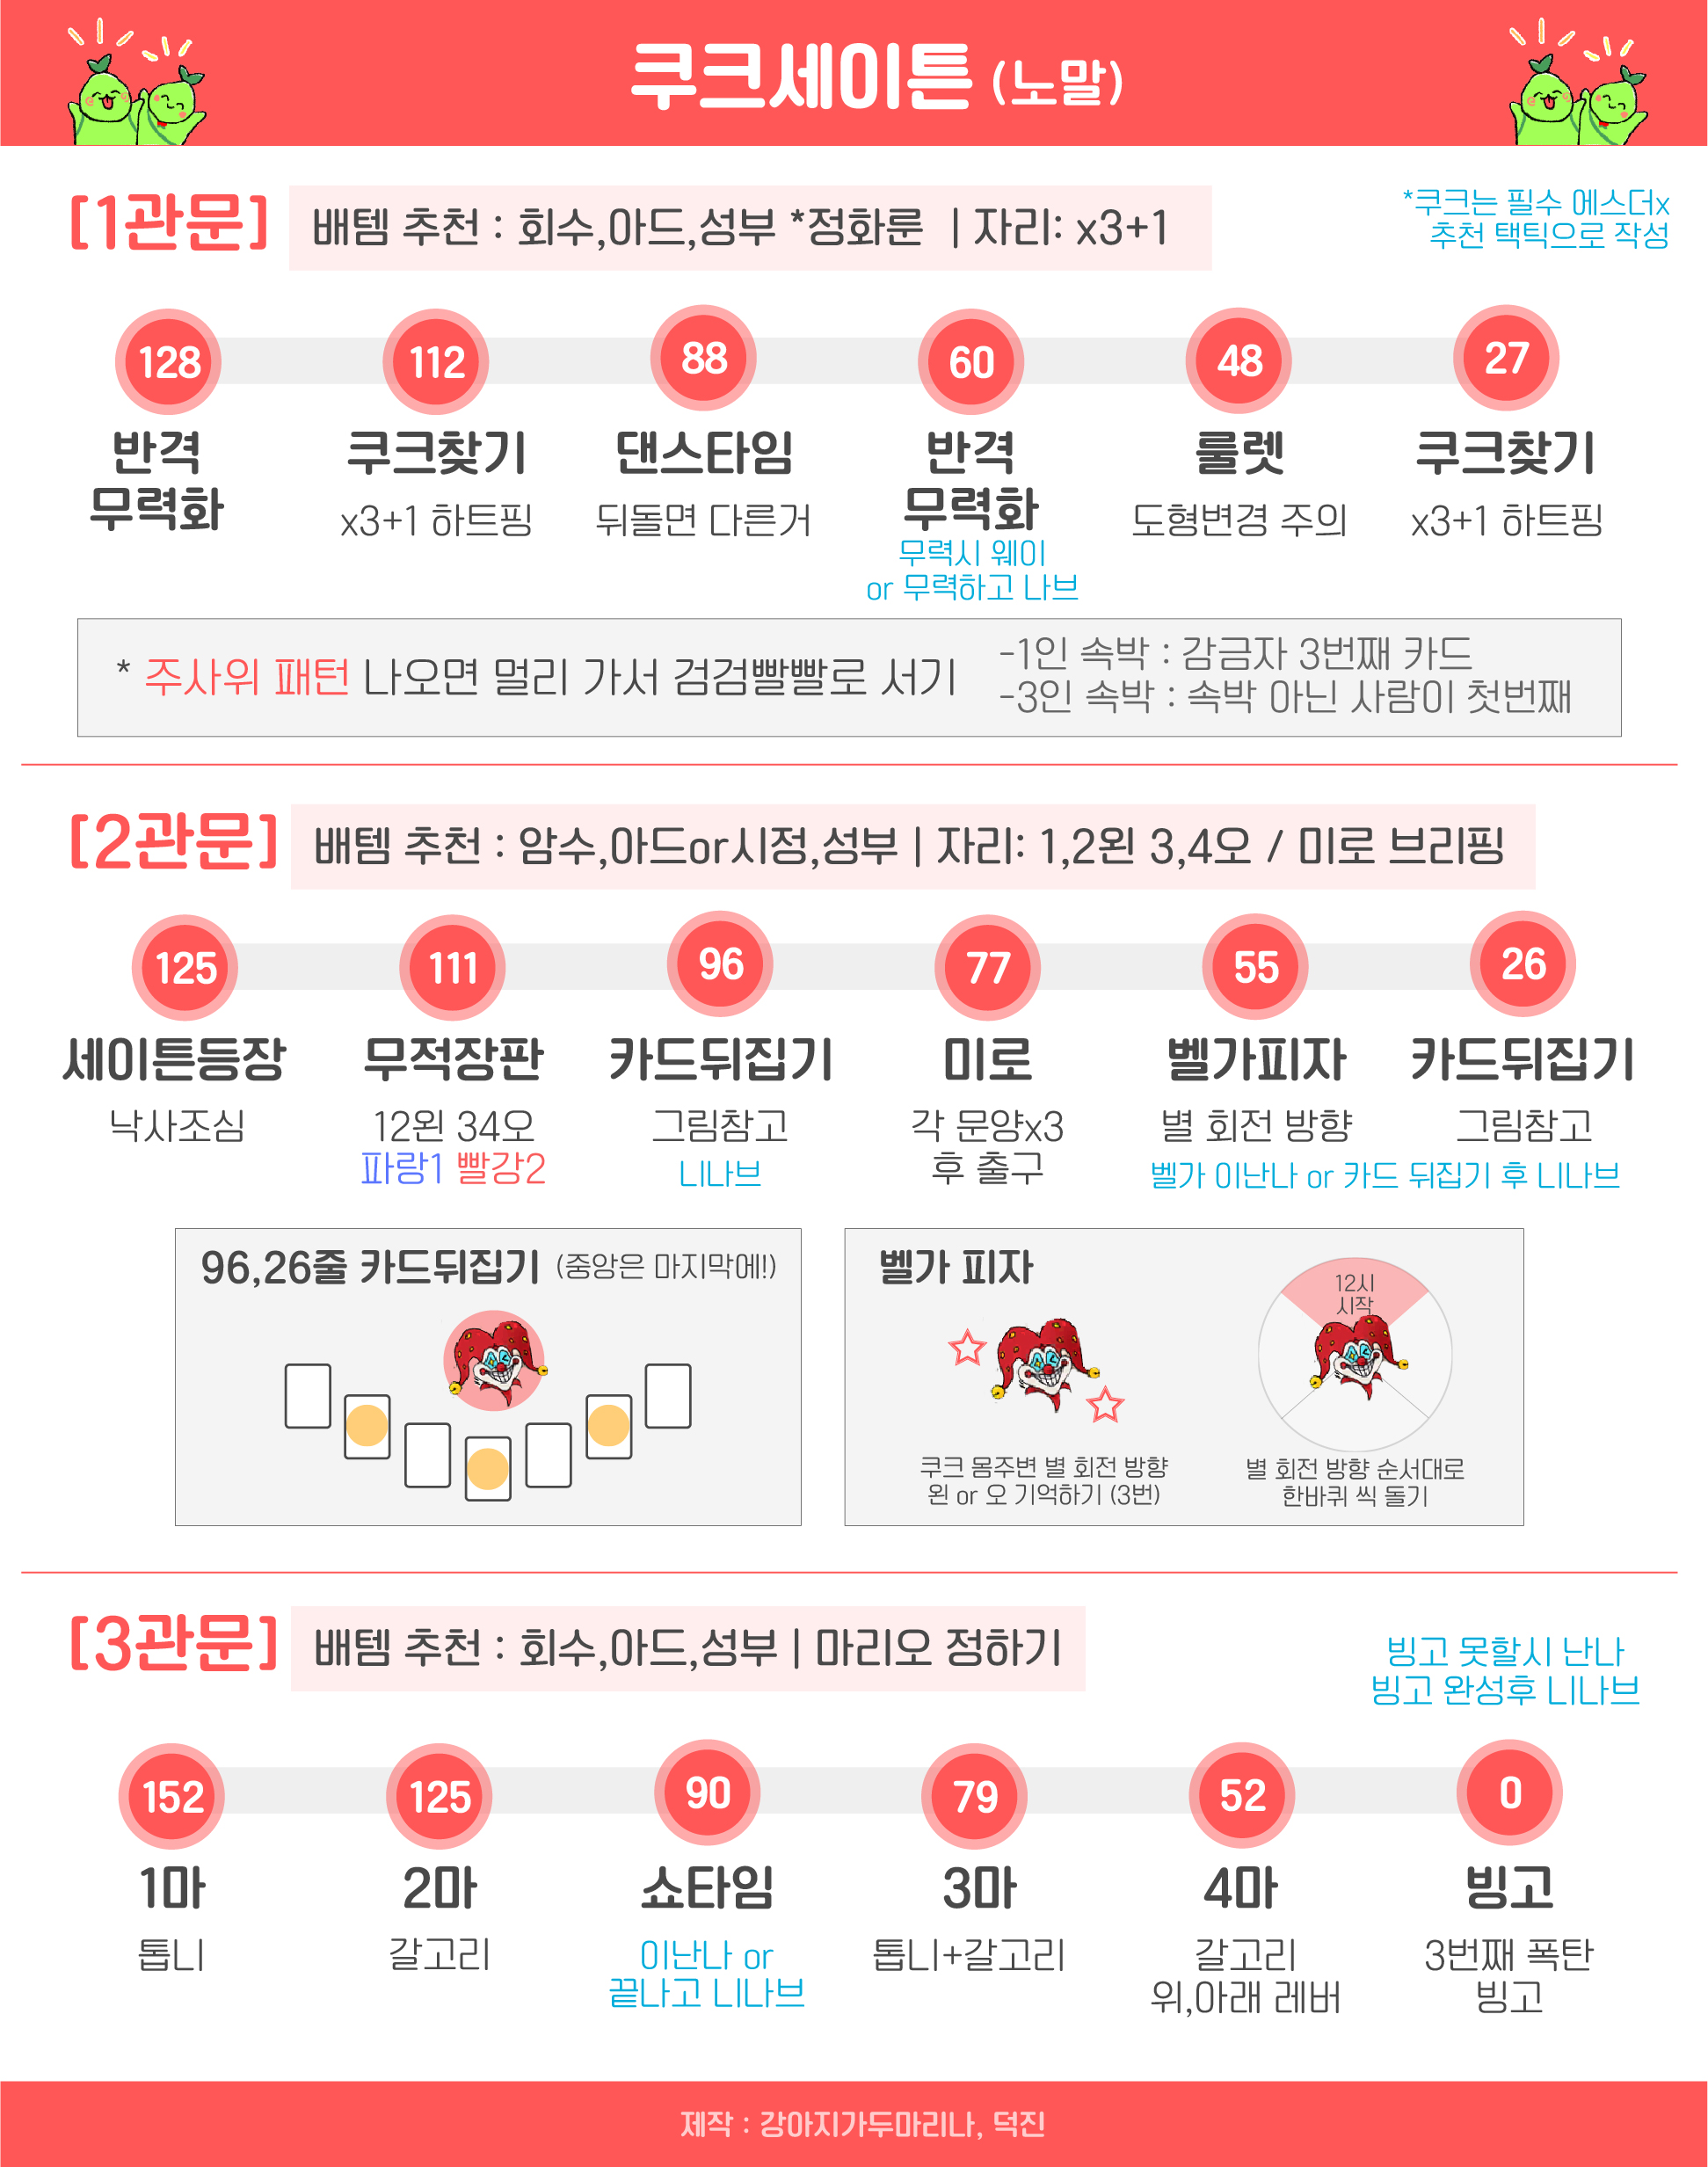 쿠크세이튼 (노말)
[1관문]
배템 추천 : 회수,아드,성부 *정화룬 | 자리: x3+1
*쿠크는 필수 에스더x
추천 택틱으로 작성
128
112
88
60
48
27
반격
무력화
쿠크찾기
x3+1 하트핑
댄스타임
뒤돌면 다른거
반격
무력화
무력시 웨이
or 무력하고 나브
룰렛
도형변경 주의
쿠크찾기
x3+1 하트핑
* 주사위 패턴 나오면 멀리 가서 검검빨빨로 서기
-1인 속박 : 감금자 3번째 카드
-3인 속박 : 속박 아닌 사람이 첫번째
[2관문]
배템 추천 : 암수,아드or시정,성부 | 자리: 1,2왼 3,4오 / 미로 브리핑
125
111
96
77
55
26
세이튼등장
낙사조심
무적장판
12왼 34오
파랑1 빨강2
카드뒤집기
그림참고
니나브
미로
각 문양x3
후 출구
벨가피자
별 회전 방향
카드뒤집기
그림참고
벨가 이난나 or 카드 뒤집기 후 니나브
96,26줄 카드뒤집기 (중앙은 마지막에!)
벨가 피자
12시
시작
쿠크 몸주변 별 회전 방향
왼 or 오 기억하기 (3번)
별 회전 방향 순서대로
한바퀴 씩 돌기
[3관문]
배템 추천 : 회수,아드,성부 | 마리오 정하기
빙고 못할시 난나
빙고 완성후 니나브
152
125
90
79
52
0
1마
톱니
2마
갈고리
쇼타임
이난나 or
끝나고 니나브
3마
톱니+갈고리
4마
갈고리
위,아래 레버
빙고
3번째 폭탄
빙고
제작 : 강아지가두마리나, 덕진